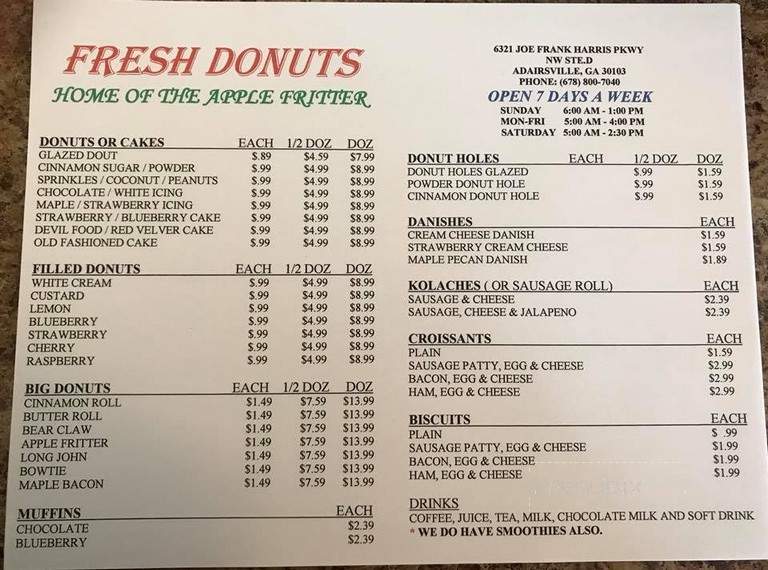 FRESH DONUTS
HOME OF THE APPLE FRITTER
DONUTS OR CAKES EACH 1/2 DOZ DOZ
GLAZED DOUT $.89 $4.59 $7.99
CINNAMON SUGAR / POWDER $.99 $4.99 $8.99
SPRINKLES / COCONUT / PEANUTS $.99 $4.99 $8.99
CHOCOLATE / WHITE ICING $.99 $4.99 $8.99
MAPLE / STRAWBERRY ICING $.99 $4.99 $8.99
STRAWBERRY / BLUEBERRY CAKE $.99 $4.99 $8.99
DEVIL FOOD / RED VELVER CAKE $.99 $4.99 $8.99
OLD FASHIONED CAKE $.99 $4.99 $8.99
FILLED DONUTS EACH 1/2 DOZ DOZ
WHITE CREAM $.99 $4.99 $8.99
CUSTARD $.99 $4.99 $8.99
LEMON $.99 $4.99 $8.99
BLUEBERRY $.99 $4.99 $8.99
STRAWBERRY $.99 $4.99 $8.99
CHERRY $.99 $4.99 $8.99
RASPBERRY $.99 $4.99 $8.99
BIG DONUTS EACH 1/2 DOZ DOZ
CINNAMON ROLL $1.49 $7.59 $13.99
BUTTER ROLL $1.49 $7.59 $13.99
BEAR CLAW $1.49 $7.59 $13.99
APPLE FRITTER $1.49 $7.59 $13.99
LONG JOHN $1.49 $7.59 $13.99
BOWTIE $1.49 $7.59 $13.99
MAPLE BACON $1.49 $7.59 $13.99
MUFFINS EACH
CHOCOLATE $2.39
BLUEBERRY $2.39
6321 JOE FRANK HARRIS PKWY
NW STE.D
ADAIRSVILLE, GA 30103
PHONE: (678) 800-7040
OPEN 7 DAYS A WEEK
SUNDAY 6:00 AM - 1:00 PM
MON-FRI 5:00 AM - 4:00 PM
SATURDAY 5:00 AM - 2:30 PM
DONUT HOLES EACH 1/2 DOZ DOZ
DONUT HOLES GLAZED $.99 $1.59
POWDER DONUT HOLE $.99 $1.59
CINNAMON DONUT HOLE $.99 $1.59
DANISHES EACH
CREAM CHEESE DANISH $1.59
STRAWBERRY CREAM CHEESE $1.59
MAPLE PECAN DANISH $1.89
KOLACHES ( OR SAUSAGE ROLL) EACH
SAUSAGE & CHEESE $2.39
SAUSAGE, CHEESE & JALAPENO $2.39
CROISSANTS EACH
PLAIN $1.59
SAUSAGE PATTY, EGG & CHEESE $2.99
BACON, EGG & CHEESE $2.99
HAM, EGG & CHEESE $2.99
BISCUITS EACH
PLAIN $ .99
SAUSAGE PATTY, EGG & CHEESE $1.99
BACON, EGG & CHEESE $1.99
HAM, EGG & CHEESE $1.99
DRINKS
COFFEE, JUICE, TEA, MILK, CHOCOLATE MILK AND SOFT DRINK
* WE DO HAVE SMOOTHIES ALSO.